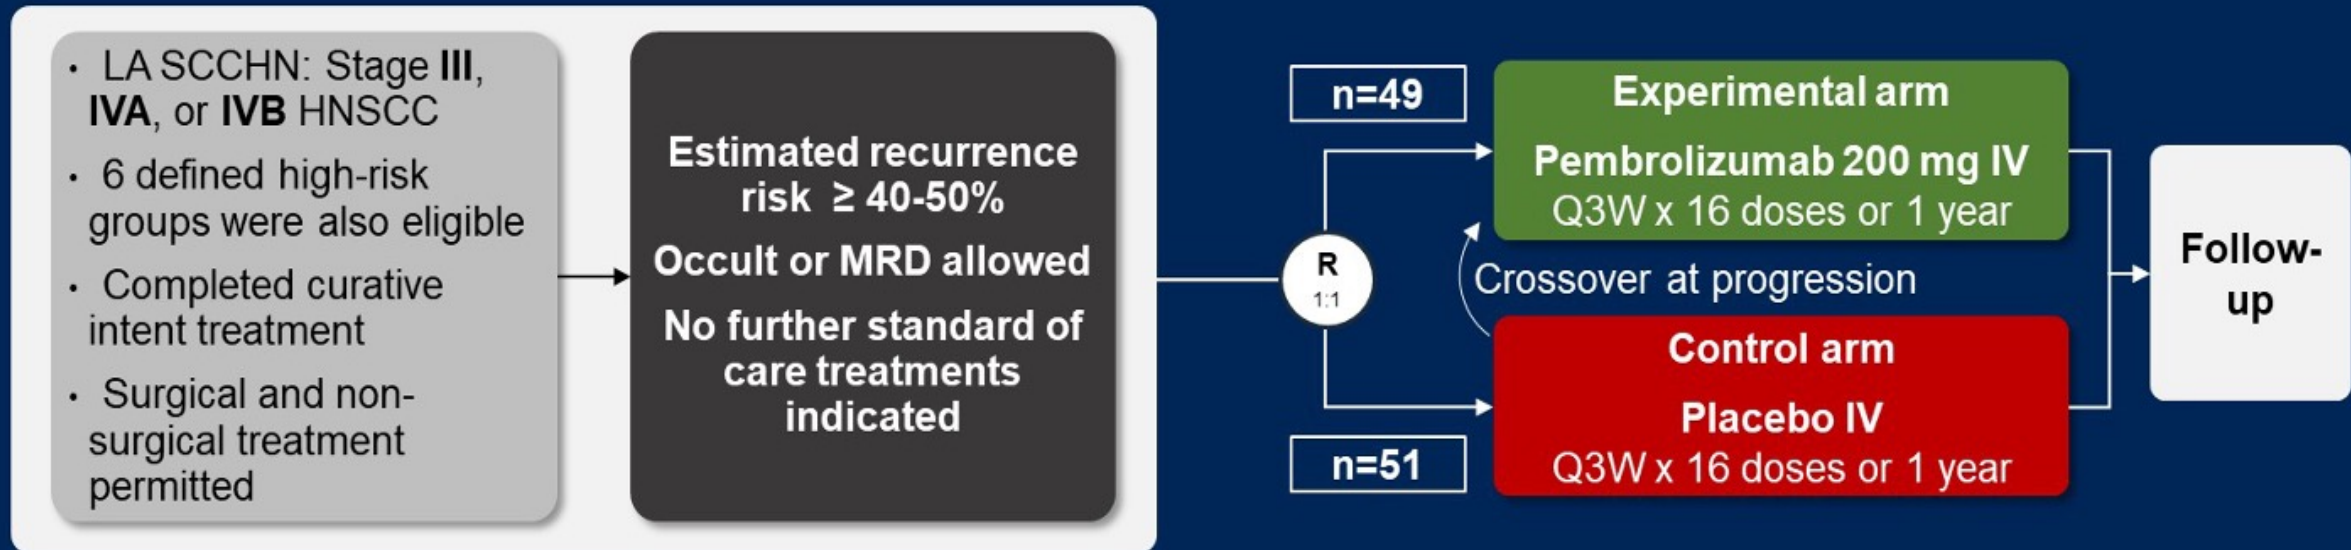 • LA SCCHN: Stage III,
IVA, or IVB HNSCC
• 6 defined high-risk
groups were also eligible
• Completed curative
intent treatment
• Surgical and non-
surgical treatment
permitted
Estimated recurrence
risk ≥ 40-50%
Occult or MRD allowed
No further standard of
care treatments
indicated
R
1:1
n=49
Experimental arm
Pembrolizumab 200 mg IV
Q3W x 16 doses or 1 year
Crossover at progression
n=51
Control arm
Placebo IV
Q3W x 16 doses or 1 year
Follow-
up